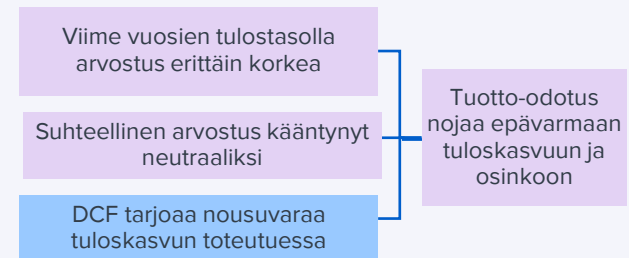 Viime vuosien tulostasolla
arvostus erittäin korkea
Suhteellinen arvostus kääntynyt
neutraaliksi
DCF tarjoaa nousuvaraa
tuloskasvun toteutuessa
Tuotto-odotus
nojaa epävarmaan
tuloskasvuun ja
osinkoon